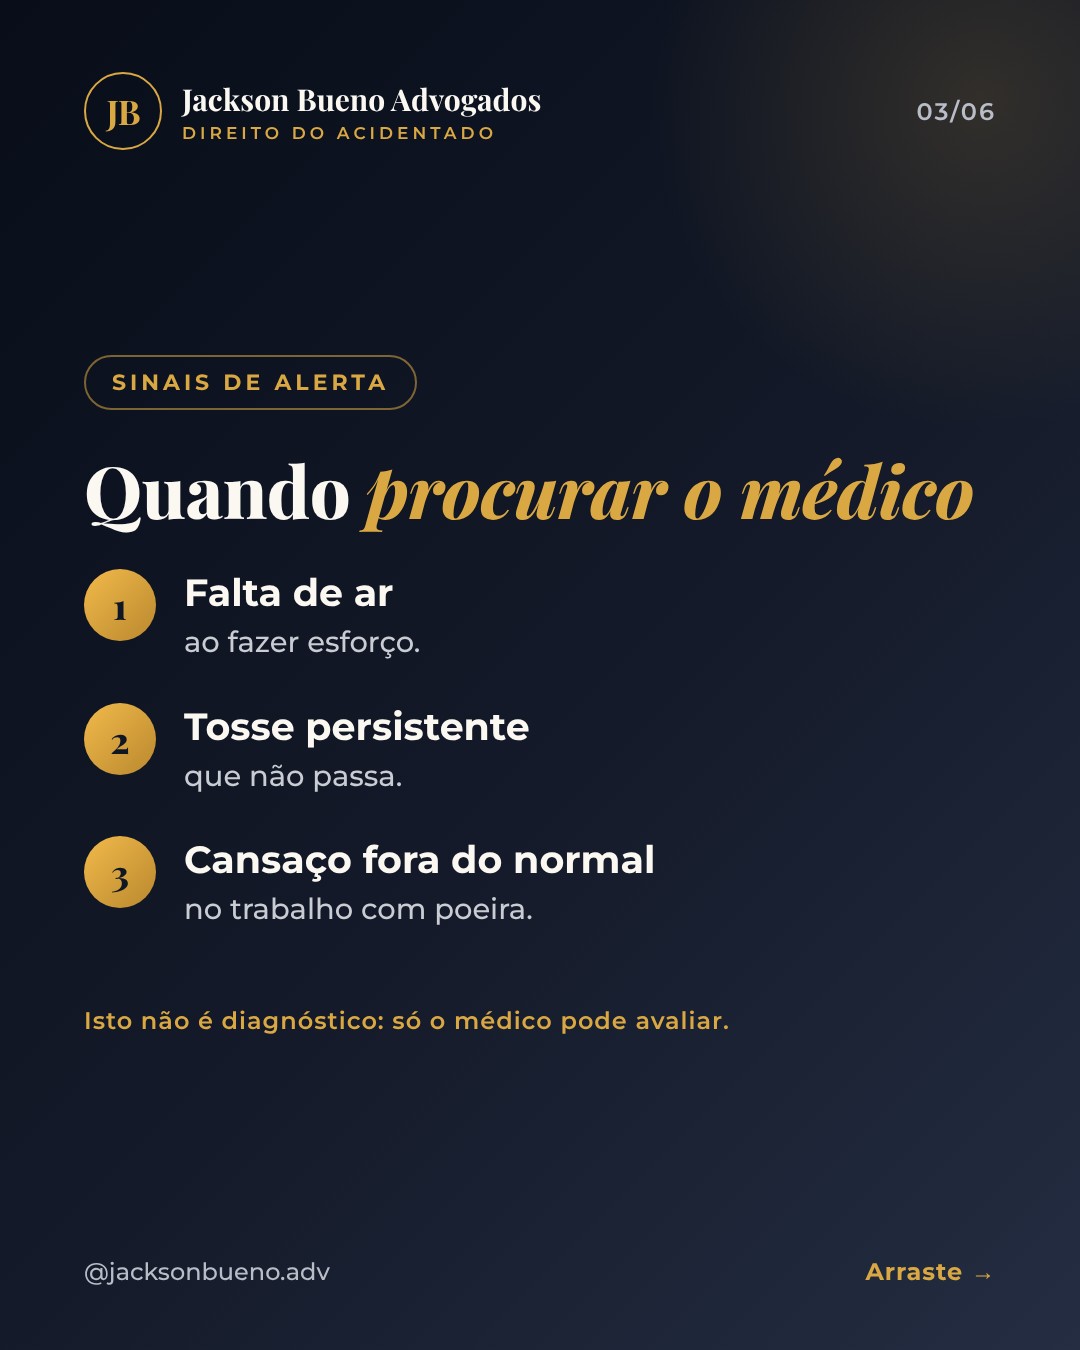 JB
Jackson Bueno Advogados
DIREITO DO ACIDENTADO
03/06
SINAIS DE ALERTA
Quando procurar o médico
1
Falta de ar
ao fazer esforço.
2
Tosse persistente
que não passa.
3
Cansaço fora do normal
no trabalho com poeira.
Isto não é diagnóstico: só o médico pode avaliar.
@jacksonbueno.adv
Arraste →